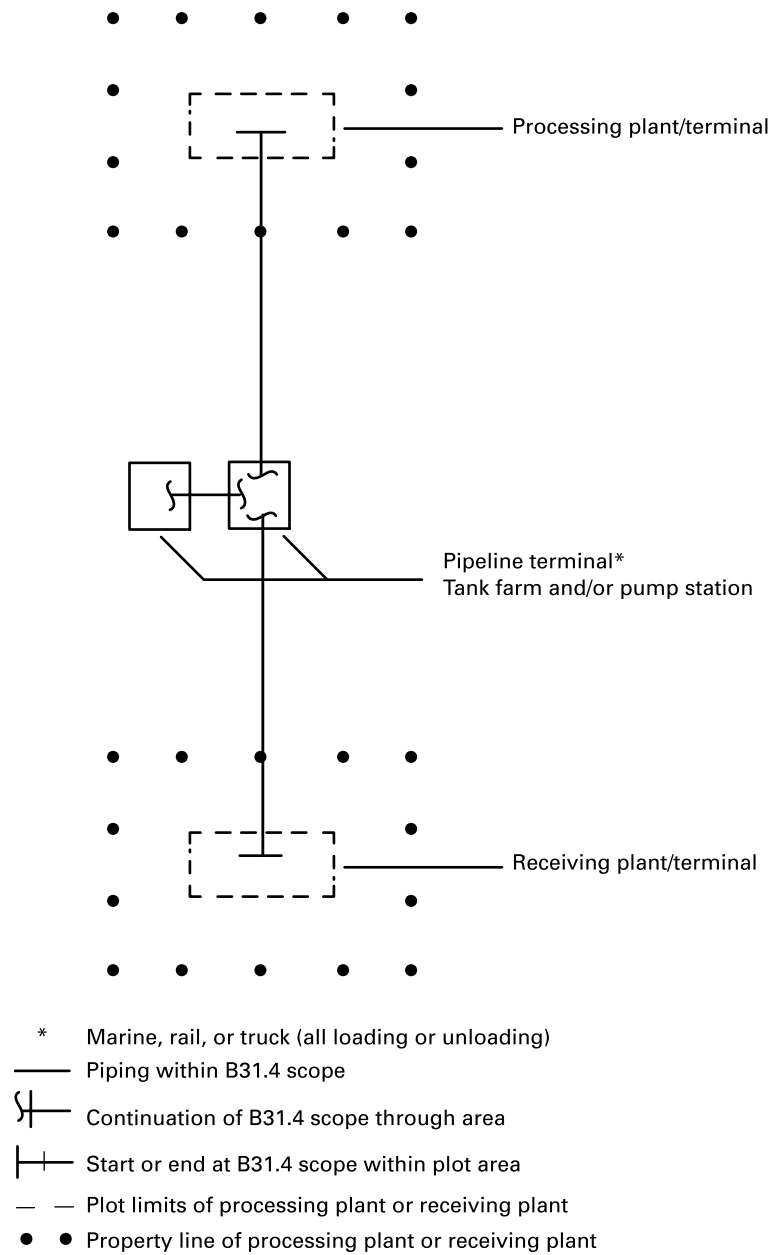 Processing plant/terminal
Pipeline terminal*
Tank farm and/or pump station
Receiving plant/terminal
* Marine, rail, or truck (all loading or unloading)
Piping within B31.4 scope
Continuation of B31.4 scope through area
Start or end at B31.4 scope within plot area
Plot limits of processing plant or receiving plant
Property line of processing plant or receiving plant